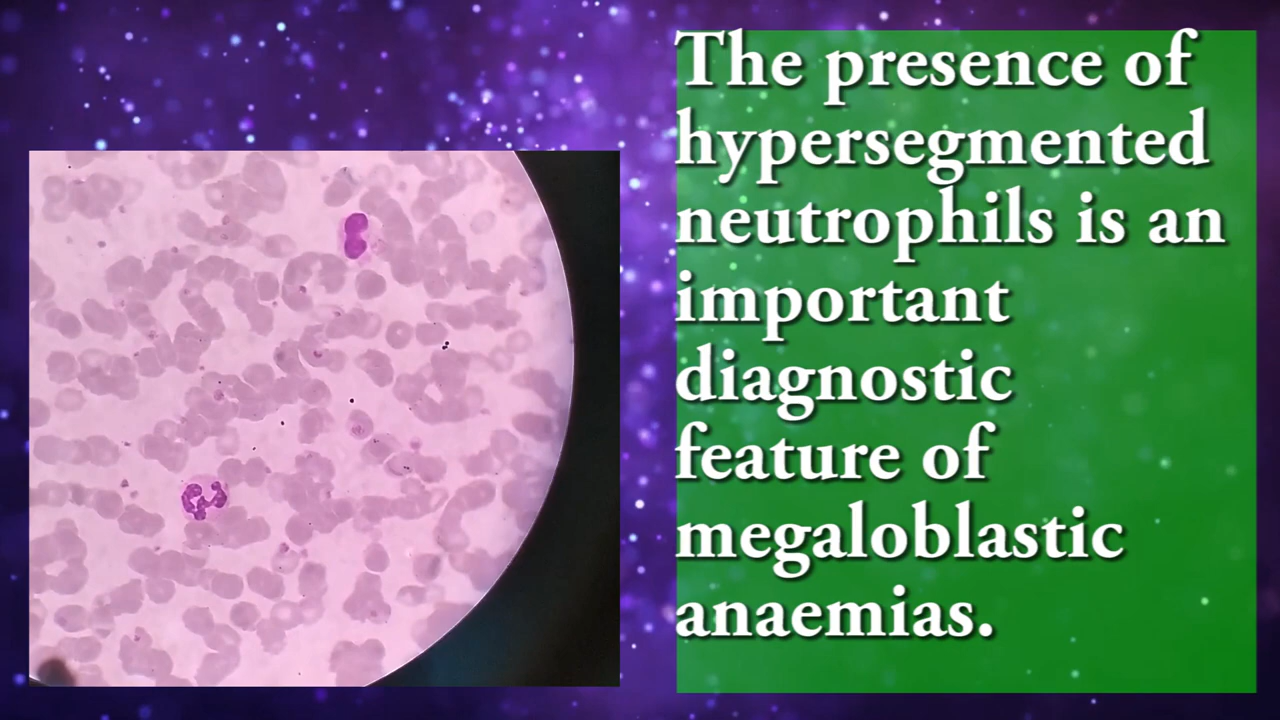 The presence of
hypersegmented
neutrophils is an
important
diagnostic
feature of
megaloblastic
anaemias.